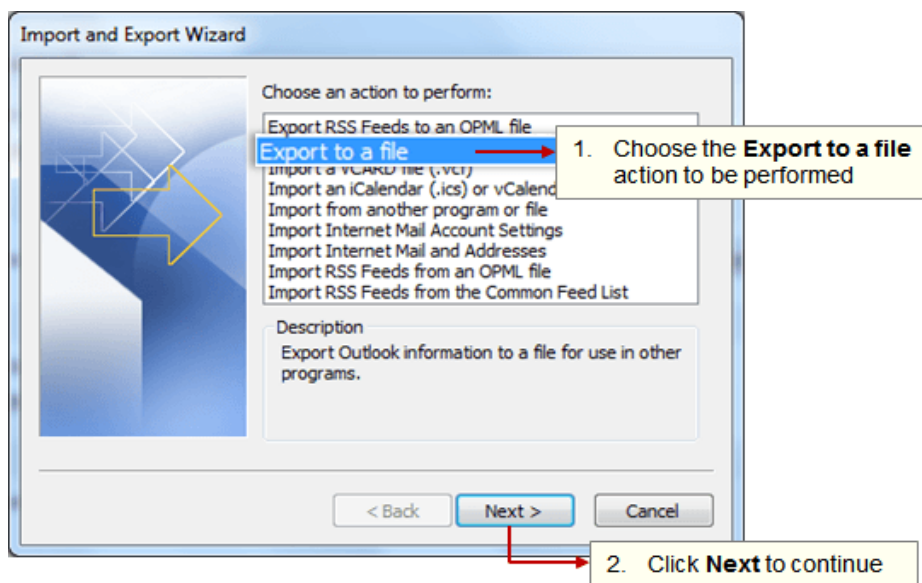 Import and Export Wizard
Choose an action to perform:
Export RSS Feeds to an OPML file
Export to a file
1. Choose the Export to a file
action to be performed
Import a VCARD file (.vcf)
Import an iCalendar (.ics) or vCalend
Import from another program or file
Import Internet Mail Account Settings
Import Internet Mail and Addresses
Import RSS Feeds from an OPML file
Import RSS Feeds from the Common Feed List
Description
Export Outlook information to a file for use in other
programs.
< Back Next > Cancel
2. Click Next to continue